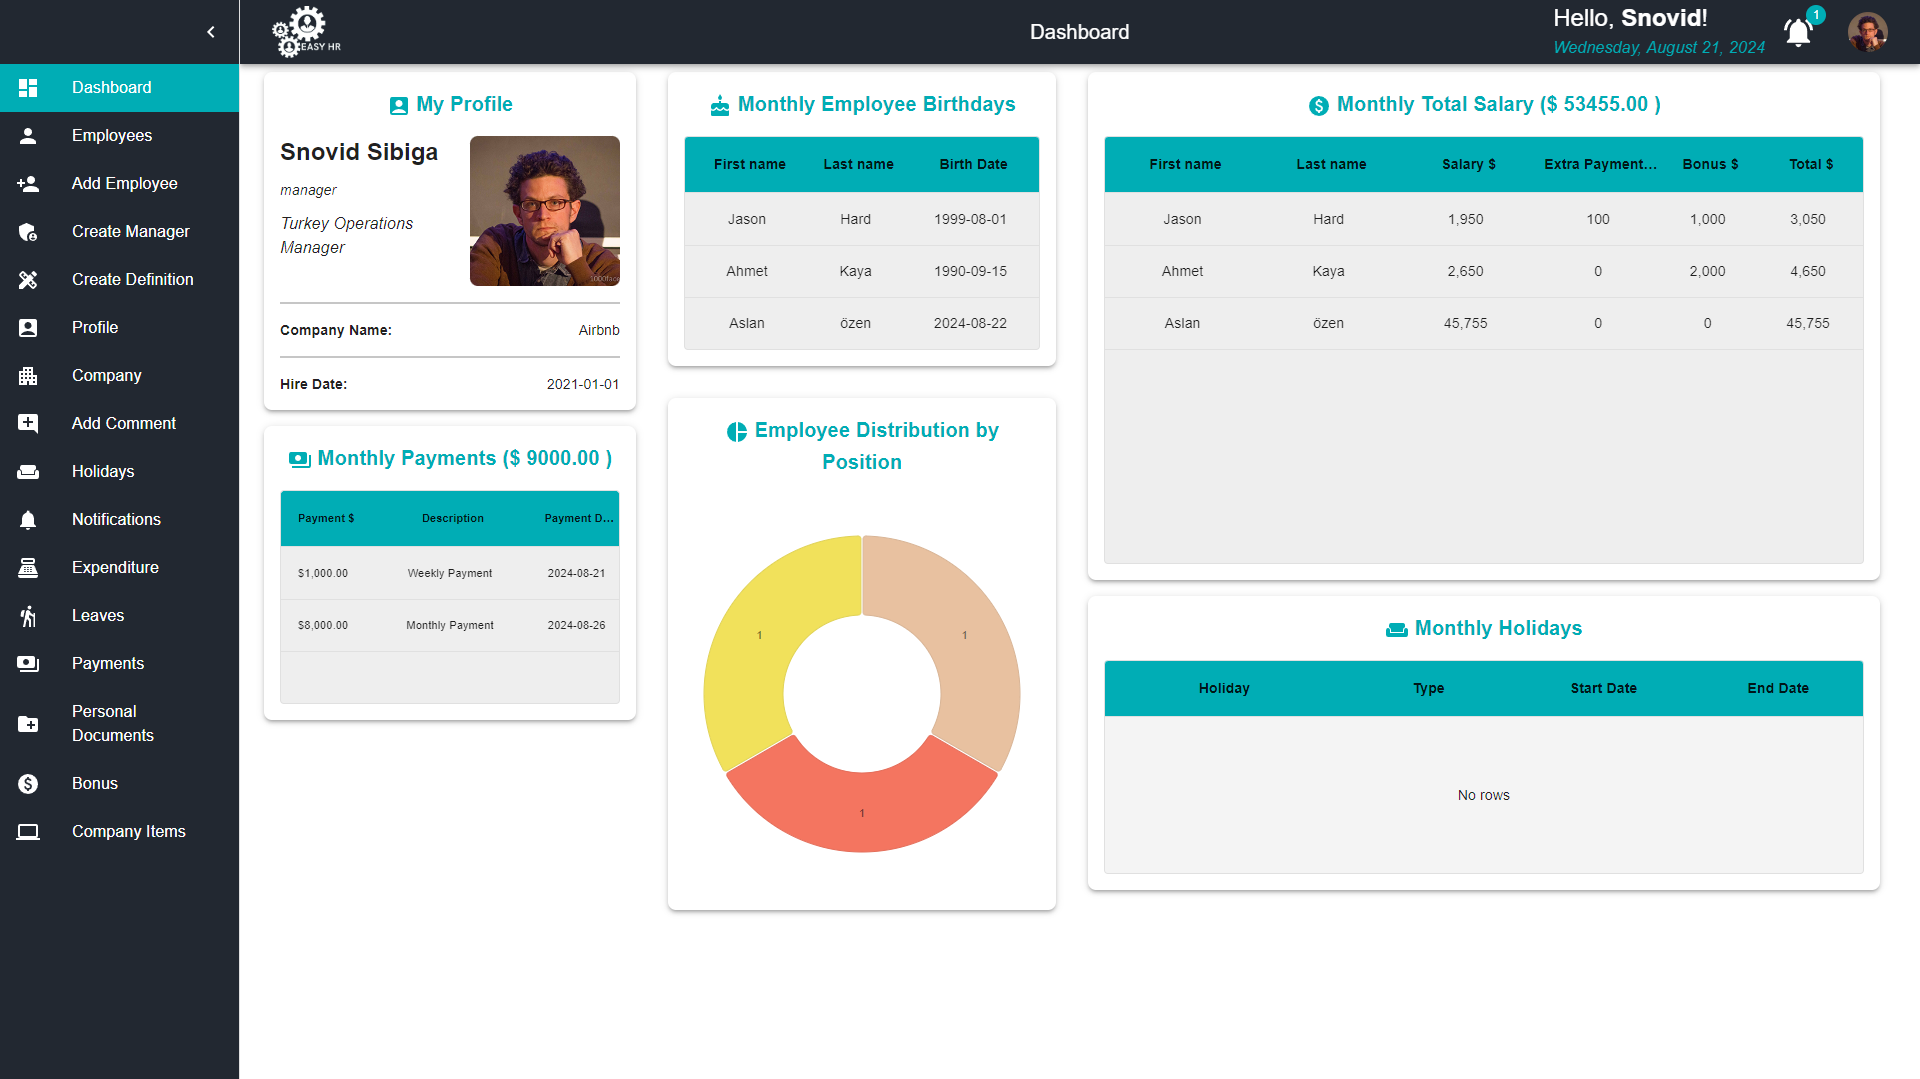 EASY HR
Dashboard
Hello, Snovid!
Wednesday, August 21, 2024
1
Dashboard
Employees
Add Employee
Create Manager
Create Definition
Profile
Company
Add Comment
Holidays
Notifications
Expenditure
Leaves
Payments
Personal
Documents
Bonus
Company Items
My Profile
Snovid Sibiga
manager
Turkey Operations
Manager
Company Name: Airbnb
Hire Date: 2021-01-01
Monthly Payments ($ 9000.00 )
Payment $ Description Payment D...
$1,000.00 Weekly Payment 2024-08-21
$8,000.00 Monthly Payment 2024-08-26
Monthly Employee Birthdays
First name Last name Birth Date
Jason Hard 1999-08-01
Ahmet Kaya 1990-09-15
Aslan özen 2024-08-22
Employee Distribution by
Position
1 1
1
Monthly Total Salary ($ 53455.00 )
First name Last name Salary $ Extra Payment... Bonus $ Total $
Jason Hard 1,950 100 1,000 3,050
Ahmet Kaya 2,650 0 2,000 4,650
Aslan özen 45,755 0 0 45,755
Monthly Holidays
Holiday Type Start Date End Date
No rows